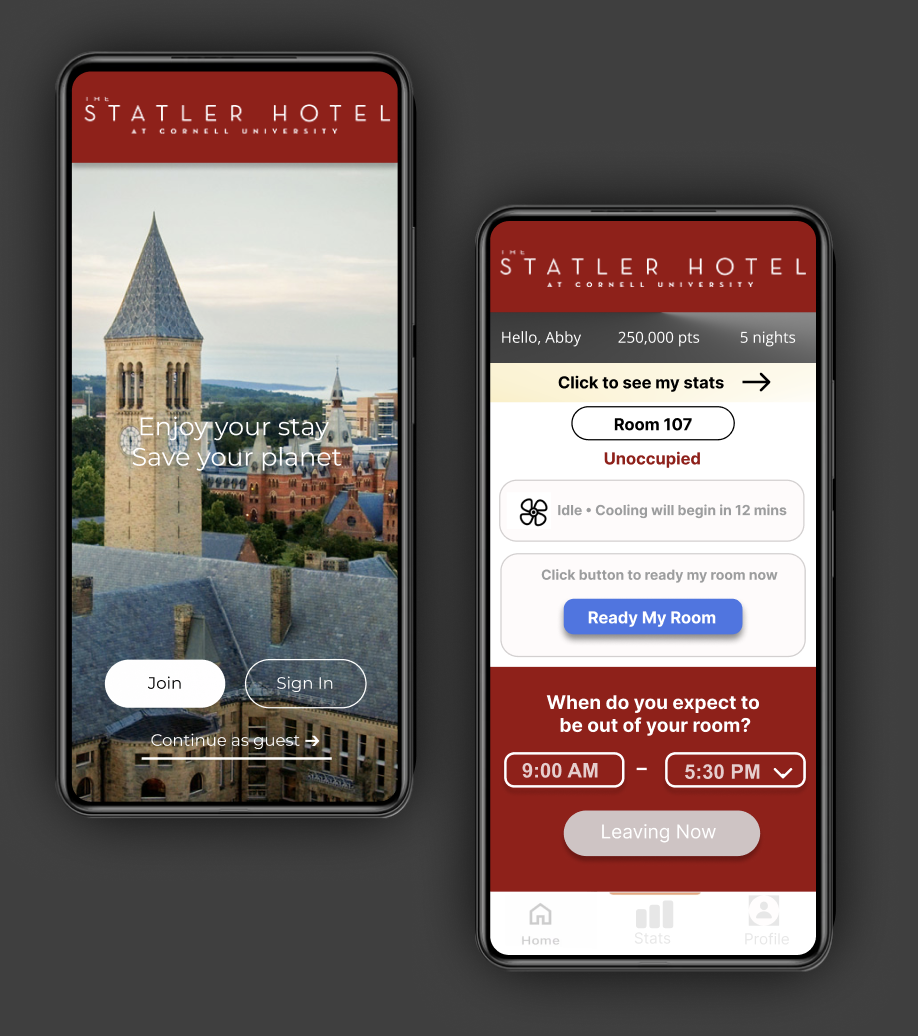 THE
STATLER HOTEL
AT CORNELL UNIVERSITY
Enjoy your stay
Save your planet
Join
Sign In
Continue as guest →
THE
STATLER HOTEL
AT CORNELL UNIVERSITY
Hello, Abby 250,000 pts 5 nights
Click to see my stats →
Room 107
Unoccupied
Idle • Cooling will begin in 12 mins
Click button to ready my room now
Ready My Room
When do you expect to
be out of your room?
9:00 AM – 5:30 PM
Leaving Now
Home Stats Profile